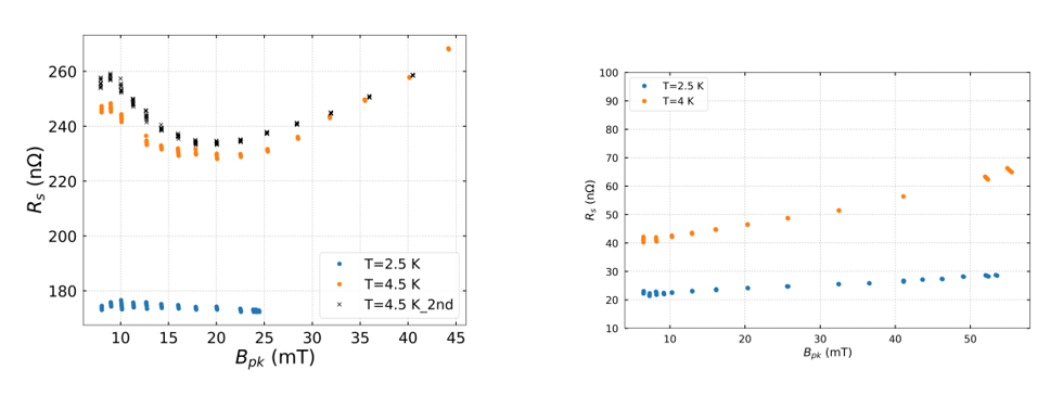 260
240
220
200
180
R_s (nΩ)
10 15 20 25 30 35 40 45
B_pk (mT)
T=2.5 K
T=4.5 K
T=4.5 K_2nd
100
90
80
70
60
50
40
30
20
10
R_s (nΩ)
10 20 30 40 50
B_pk (mT)
T=2.5 K
T=4 K